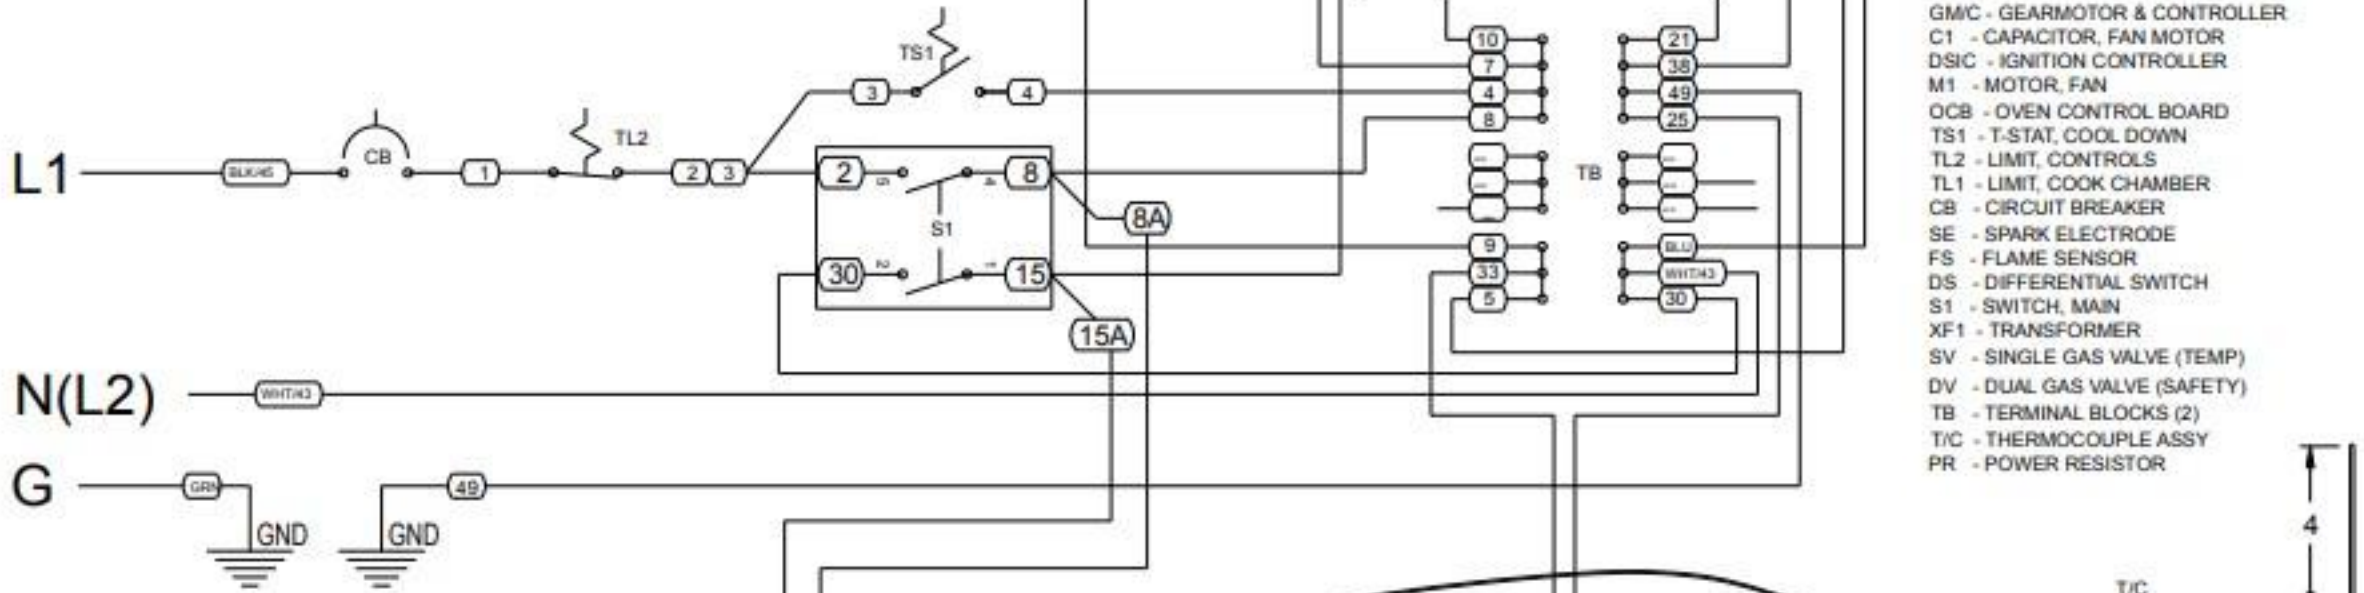 GM/C - GEARMOTOR & CONTROLLER
C1 - CAPACITOR, FAN MOTOR
DSIC - IGNITION CONTROLLER
M1 - MOTOR, FAN
OCB - OVEN CONTROL BOARD
TS1 - T-STAT, COOL DOWN
TL2 - LIMIT, CONTROLS
TL1 - LIMIT, COOK CHAMBER
CB - CIRCUIT BREAKER
SE - SPARK ELECTRODE
FS - FLAME SENSOR
DS - DIFFERENTIAL SWITCH
S1 - SWITCH, MAIN
XF1 - TRANSFORMER
SV - SINGLE GAS VALVE (TEMP)
DV - DUAL GAS VALVE (SAFETY)
TB - TERMINAL BLOCKS (2)
T/C - THERMOCOUPLE ASSY
PR - POWER RESISTOR
TS1
3
4
L1
BLK/45
CB
1
TL2
2
3
2
8
S1
30
15
8A
15A
N(L2)
WHT/43
G
GRN
GND
49
GND
10
7
4
8
9
33
5
TB
21
38
49
25
BLU
WHT/43
30
4
T/C